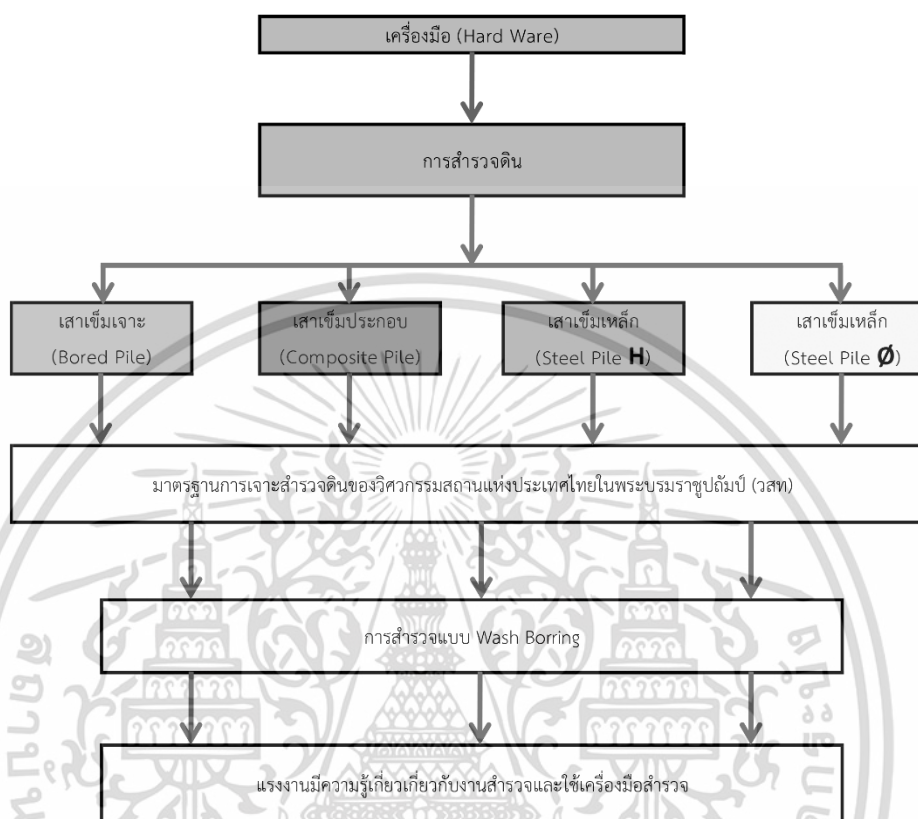 เครื่องมือ (Hard Ware)
การสำรวจดิน
เสาเข็มเจาะ
(Bored Pile)
เสาเข็มประกอบ
(Composite Pile)
เสาเข็มเหล็ก
(Steel Pile H)
เสาเข็มเหล็ก
(Steel Pile Ø)
มาตรฐานการเจาะสำรวจดินของวิศวกรรมสถานแห่งประเทศไทยในพระบรมราชูปถัมป์ (วสท)
การสำรวจแบบ Wash Borring
แรงงานมีความรู้เกี่ยวเกี่ยวกับงานสำรวจและใช้เครื่องมือสำรวจ